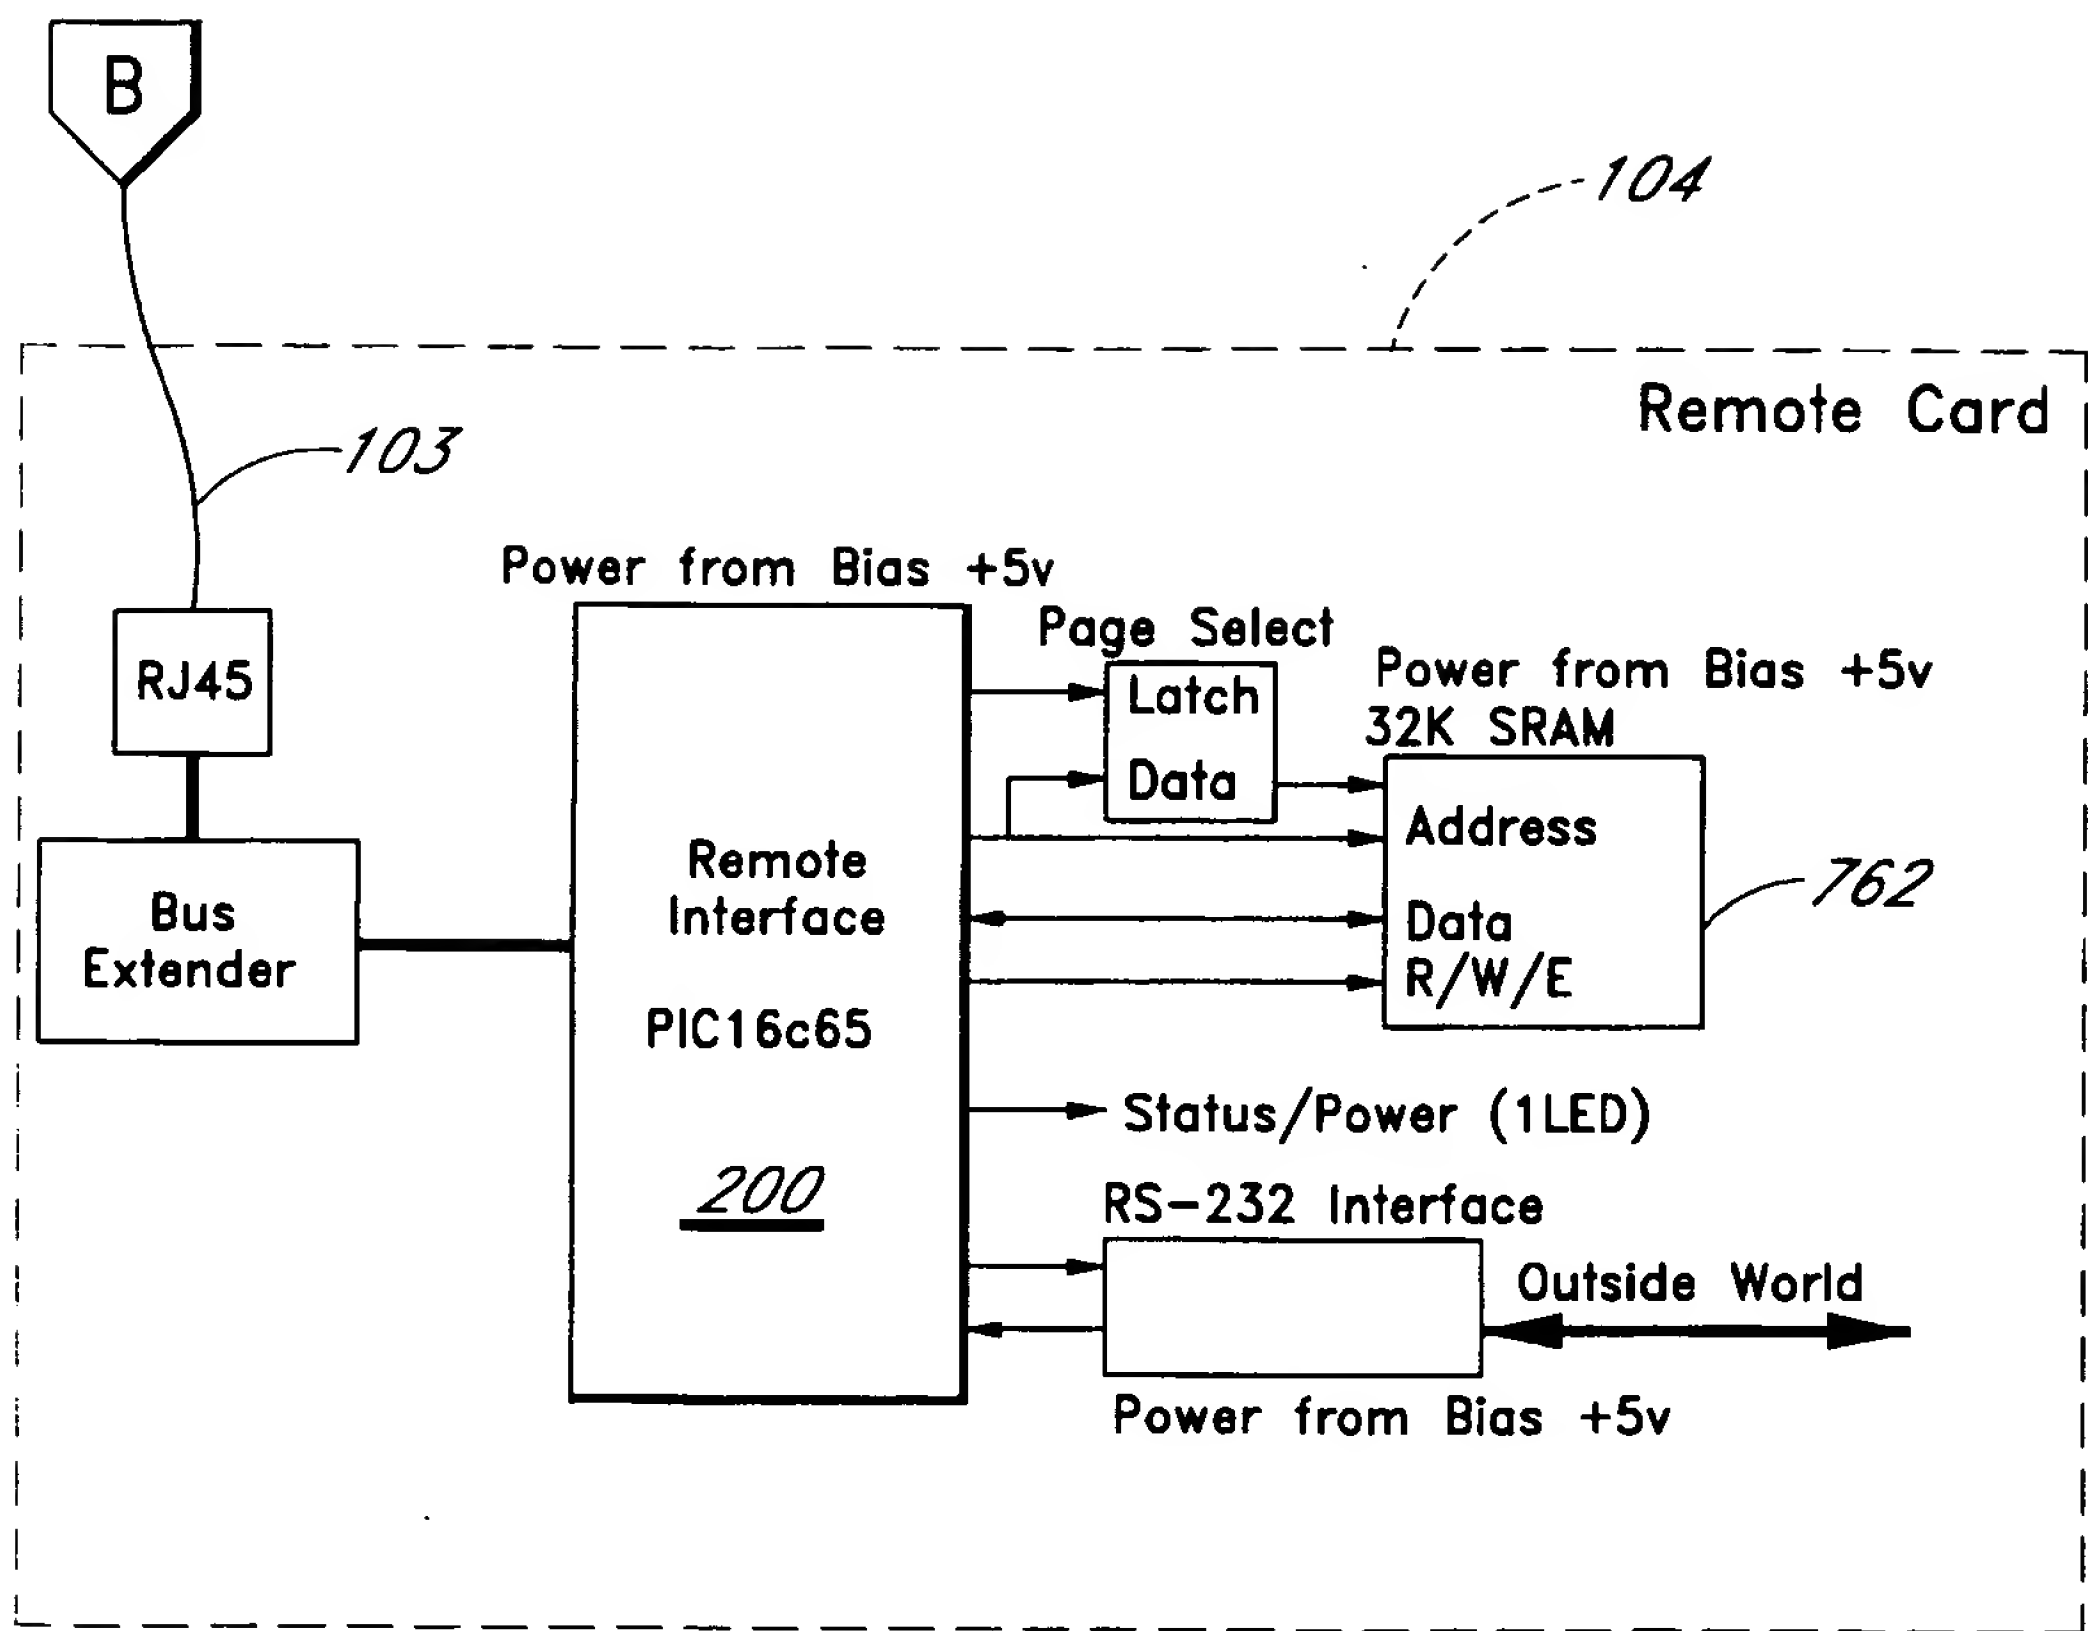 B
104
Remote Card
103
Power from Bias +5v
Page Select
RJ45
Latch
Data
Power from Bias +5v
32K SRAM
Address
Data
R/W/E
762
Bus
Extender
Remote
Interface
PIC16c65
200
Status/Power (1LED)
RS-232 Interface
Outside World
Power from Bias +5v